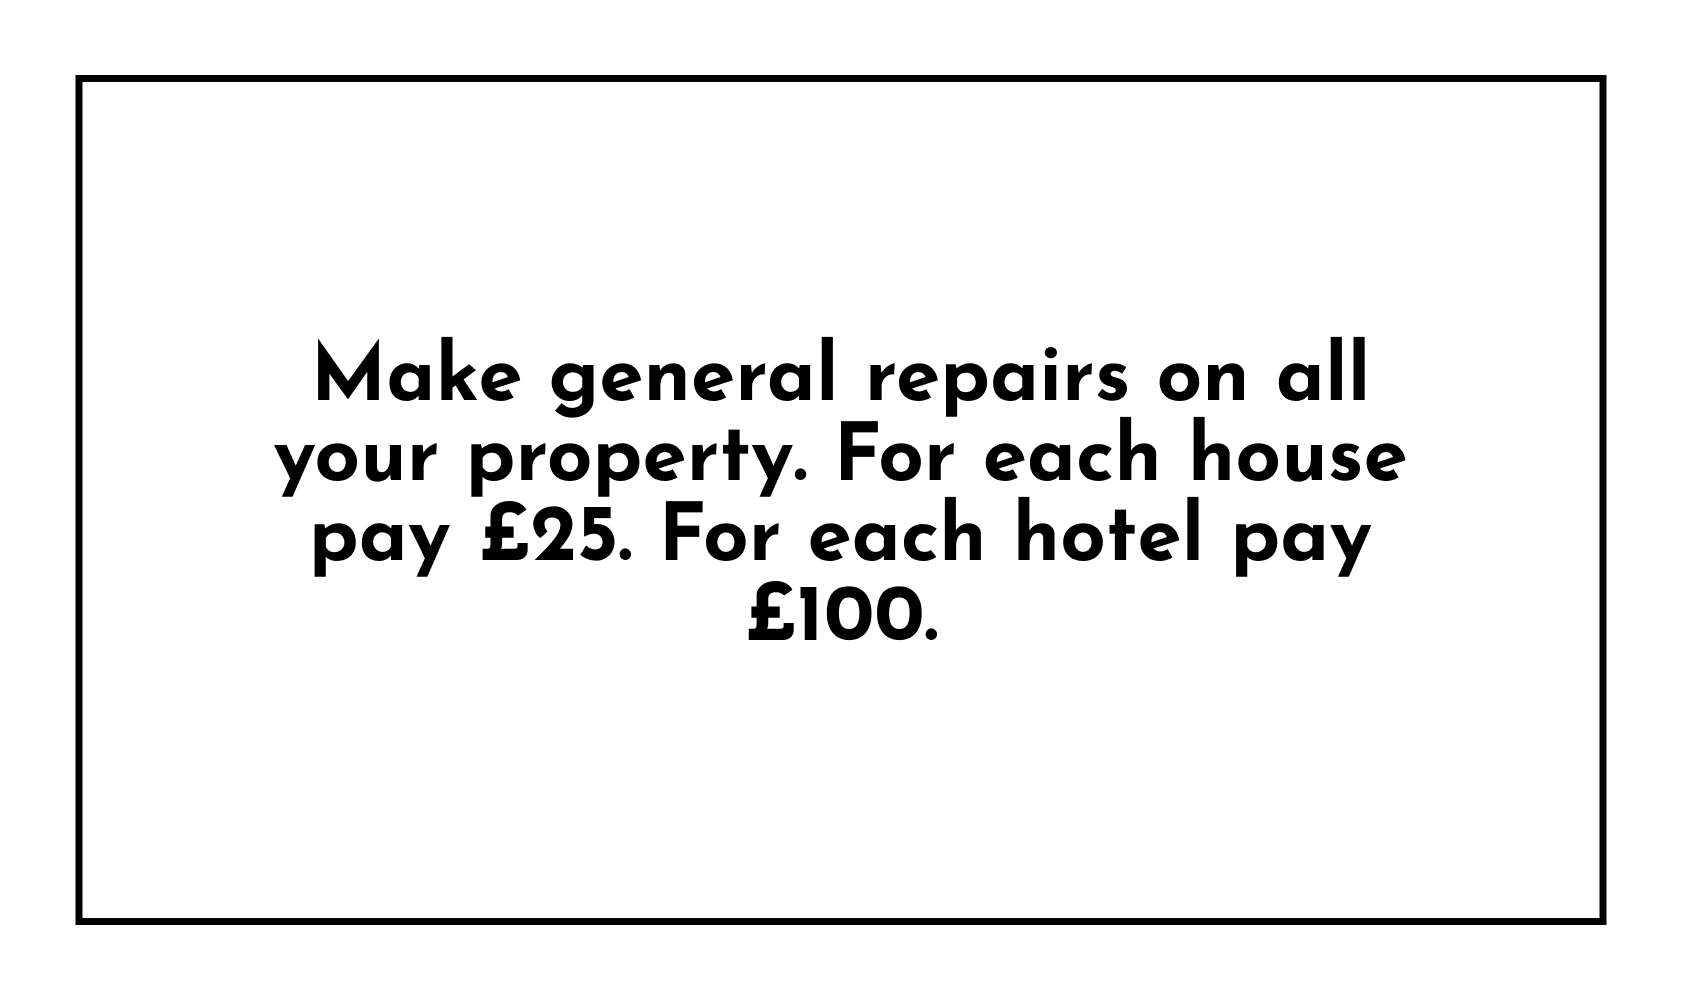 Make general repairs on all
your property. For each house
pay £25. For each hotel pay
£100.